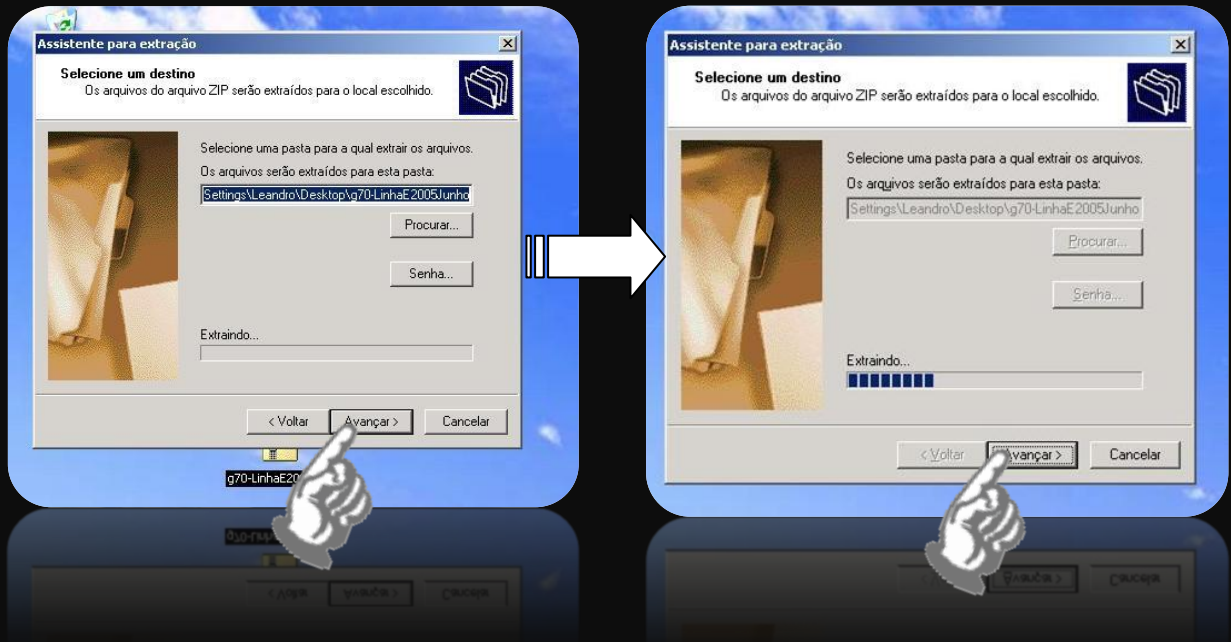 Assistente para extração
Selecione um destino
Os arquivos do arquivo ZIP serão extraídos para o local escolhido.
Selecione uma pasta para a qual extrair os arquivos.
Os arquivos serão extraídos para esta pasta:
Settings\Leandro\Desktop\g70-LinhaE2005Junho
Procurar...
Senha...
Extraindo...
< Voltar
Avançar >
Cancelar
g70-LinhaE20
Assistente para extração
Selecione um destino
Os arquivos do arquivo ZIP serão extraídos para o local escolhido.
Selecione uma pasta para a qual extrair os arquivos.
Os arquivos serão extraídos para esta pasta:
Settings\Leandro\Desktop\g70-LinhaE2005Junho
Procurar...
Senha...
Extraindo...
< Voltar
Avançar >
Cancelar